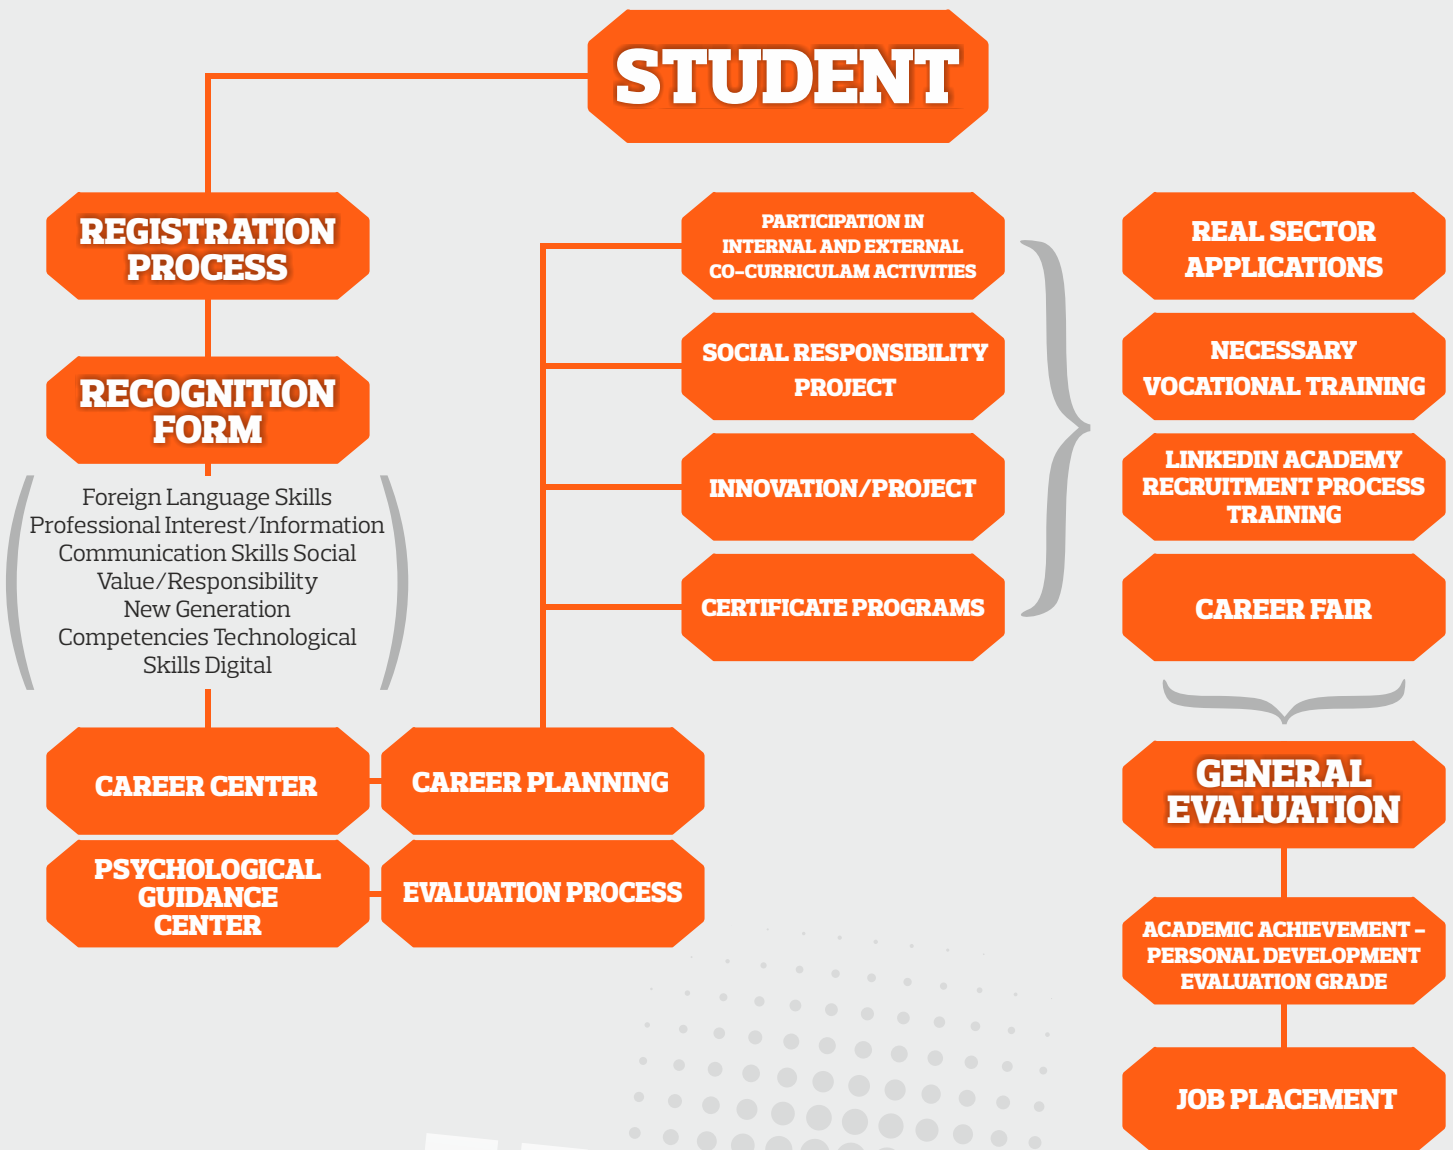 STUDENT
REGISTRATION
PROCESS
RECOGNITION
FORM
Foreign Language Skills
Professional Interest/Information
Communication Skills Social
Value/Responsibility
New Generation
Competencies Technological
Skills Digital
CAREER CENTER
PSYCHOLOGICAL
GUIDANCE
CENTER
CAREER PLANNING
EVALUATION PROCESS
PARTICIPATION IN
INTERNAL AND EXTERNAL
CO-CURRICULAM ACTIVITIES
SOCIAL RESPONSIBILITY
PROJECT
INNOVATION/PROJECT
CERTIFICATE PROGRAMS
REAL SECTOR
APPLICATIONS
NECESSARY
VOCATIONAL TRAINING
LINKEDIN ACADEMY
RECRUITMENT PROCESS
TRAINING
CAREER FAIR
GENERAL
EVALUATION
ACADEMIC ACHIEVEMENT –
PERSONAL DEVELOPMENT
EVALUATION GRADE
JOB PLACEMENT